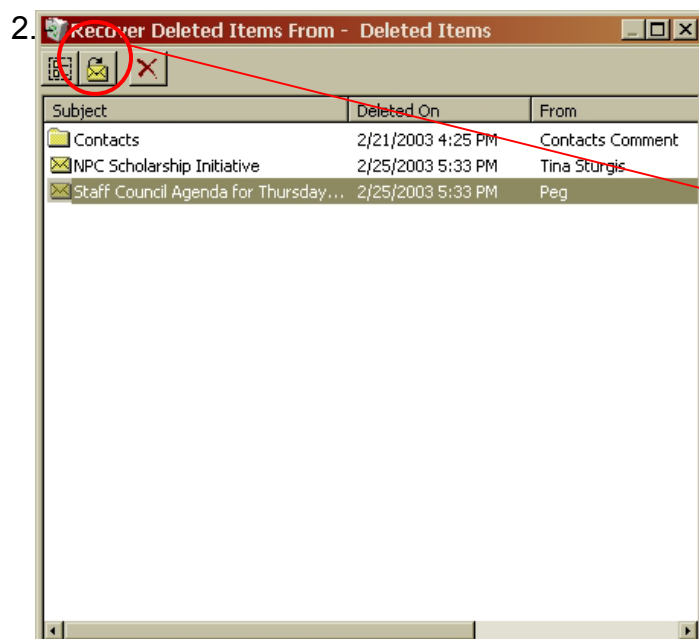 2.
Recover Deleted Items From - Deleted Items
Subject Deleted On From
Contacts 2/21/2003 4:25 PM Contacts Comment
NPC Scholarship Initiative 2/25/2003 5:33 PM Tina Sturgis
Staff Council Agenda for Thursday... 2/25/2003 5:33 PM Peg